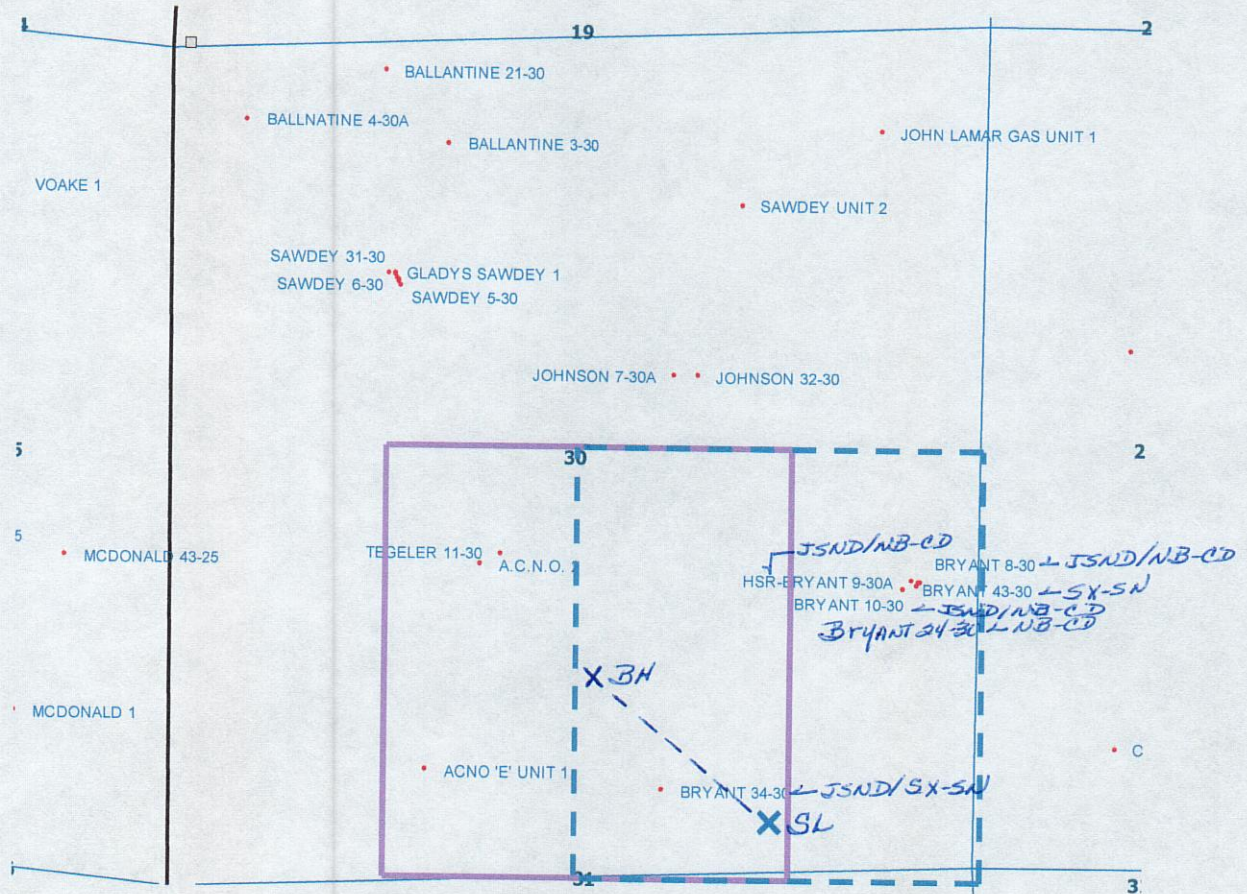 19
2
BALLANTINE 21-30
BALLNATINE 4-30A
JOHN LAMAR GAS UNIT 1
BALLANTINE 3-30
VOAKE 1
SAWDEY UNIT 2
SAWDEY 31-30
GLADYS SAWDEY 1
SAWDEY 6-30
SAWDEY 5-30
JOHNSON 7-30A
JOHNSON 32-30
5
30
2
5
MCDONALD 43-25
TEGELER 11-30
A.C.N.O.
JSND/NB-CD
BRYANT 8-30 ← JSND/NB-CD
HSR-BRYANT 9-30A
BRYANT 43-30 ← SX-SN
BRYANT 10-30 ← JSND/NB-CD
BRYANT 24-30 ← NB-CD
X BH
MCDONALD 1
C
ACNO 'E' UNIT 1
BRYANT 34-30 ← JSND/SX-SN
X SL
31
3